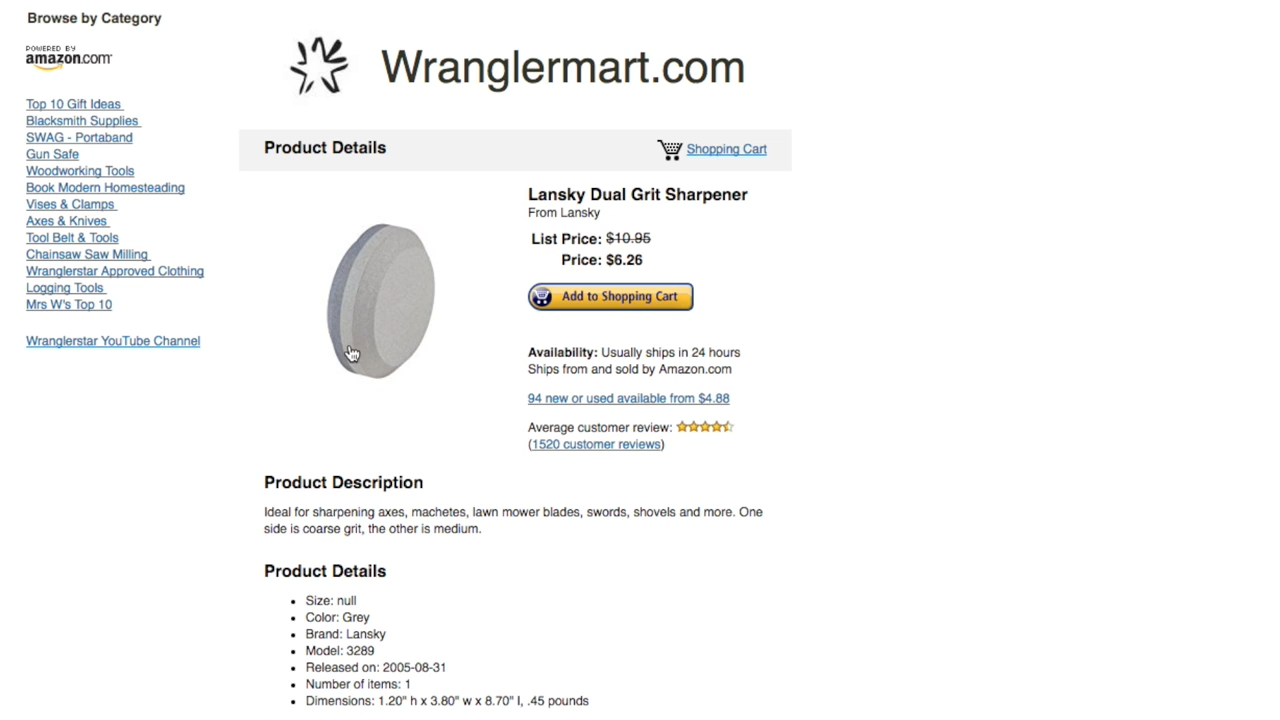 Browse by Category
POWERED BY
amazon.com
Top 10 Gift Ideas
Blacksmith Supplies
SWAG - Portaband
Gun Safe
Woodworking Tools
Book Modern Homesteading
Vises & Clamps
Axes & Knives
Tool Belt & Tools
Chainsaw Saw Milling
Wranglerstar Approved Clothing
Logging Tools
Mrs W's Top 10
Wranglerstar YouTube Channel
Wranglermart.com
Product Details
Shopping Cart
Lansky Dual Grit Sharpener
From Lansky
List Price: $10.95
Price: $6.26
Add to Shopping Cart
Availability: Usually ships in 24 hours
Ships from and sold by Amazon.com
94 new or used available from $4.88
Average customer review:
(1520 customer reviews)
Product Description
Ideal for sharpening axes, machetes, lawn mower blades, swords, shovels and more. One
side is coarse grit, the other is medium.
Product Details
• Size: null
• Color: Grey
• Brand: Lansky
• Model: 3289
• Released on: 2005-08-31
• Number of items: 1
• Dimensions: 1.20" h x 3.80" w x 8.70" l, .45 pounds